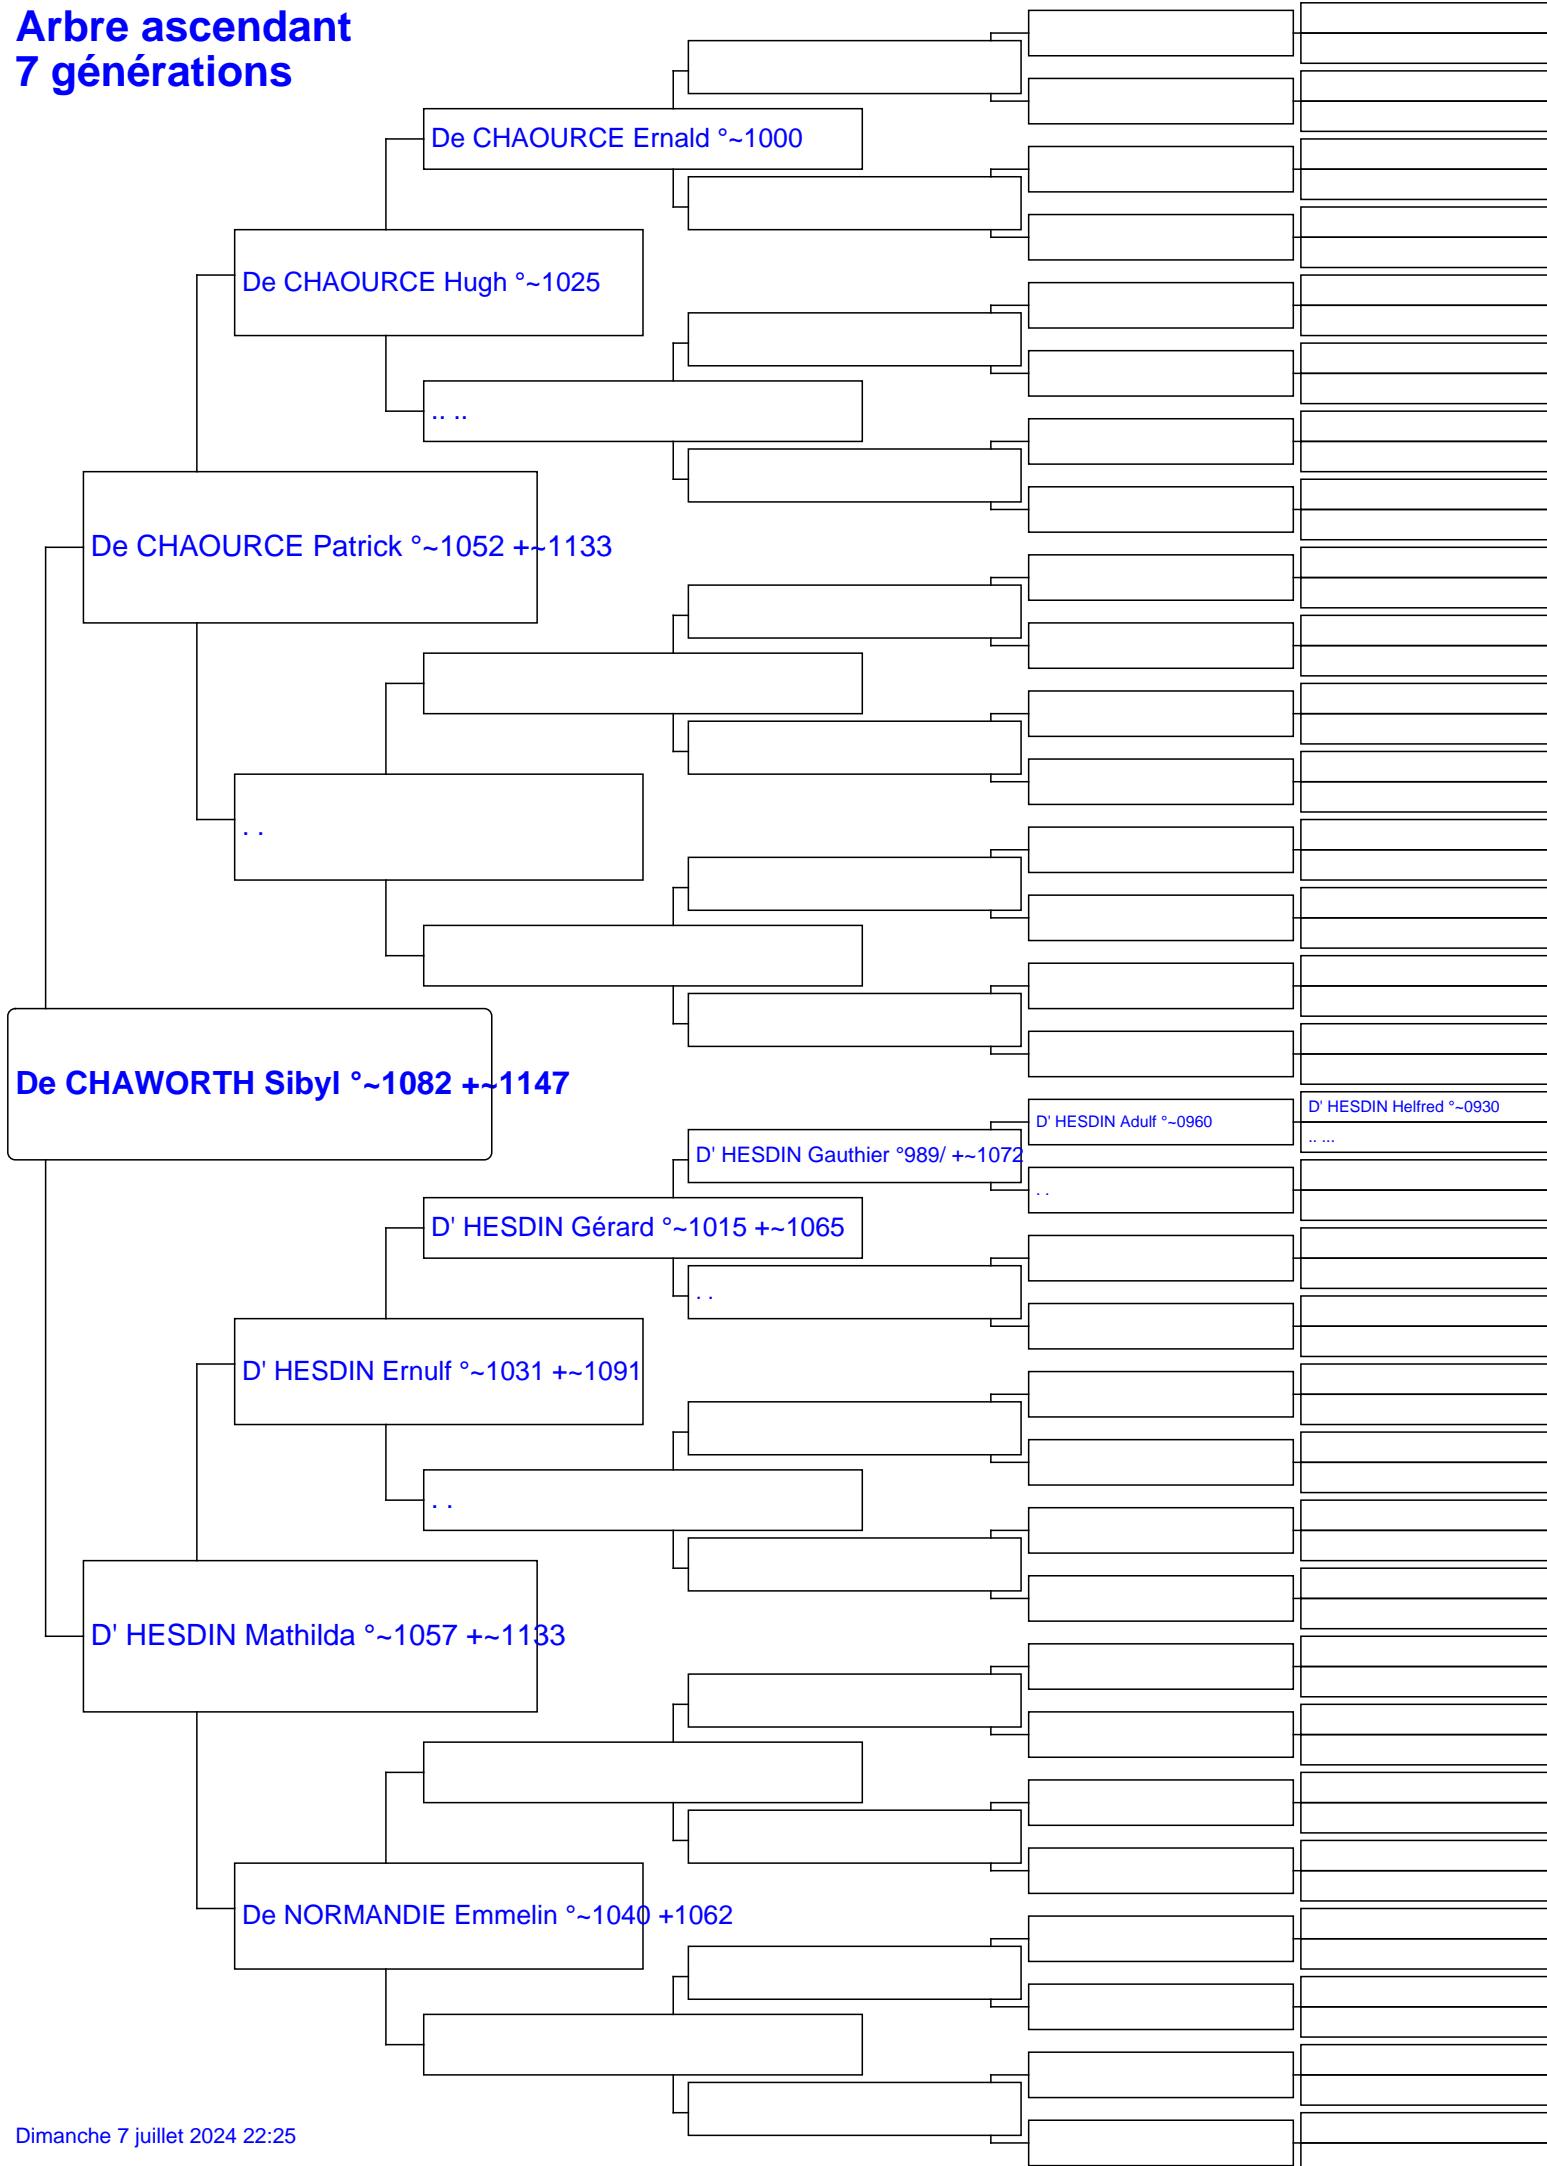 Arbre ascendant
7 générations
De CHAOURCE Ernald °~1000
De CHAOURCE Hugh °~1025
.. ..
De CHAOURCE Patrick °~1052 +~1133
. .
De CHAWORTH Sibyl °~1082 +~1147
D' HESDIN Helfred °~0930
D' HESDIN Adulf °~0960
.. ...
D' HESDIN Gauthier °989/ +~1072
. .
D' HESDIN Gérard °~1015 +~1065
. .
D' HESDIN Ernulf °~1031 +~1091
. .
D' HESDIN Mathilda °~1057 +~1133
De NORMANDIE Emmelin °~1040 +1062
Dimanche 7 juillet 2024 22:25